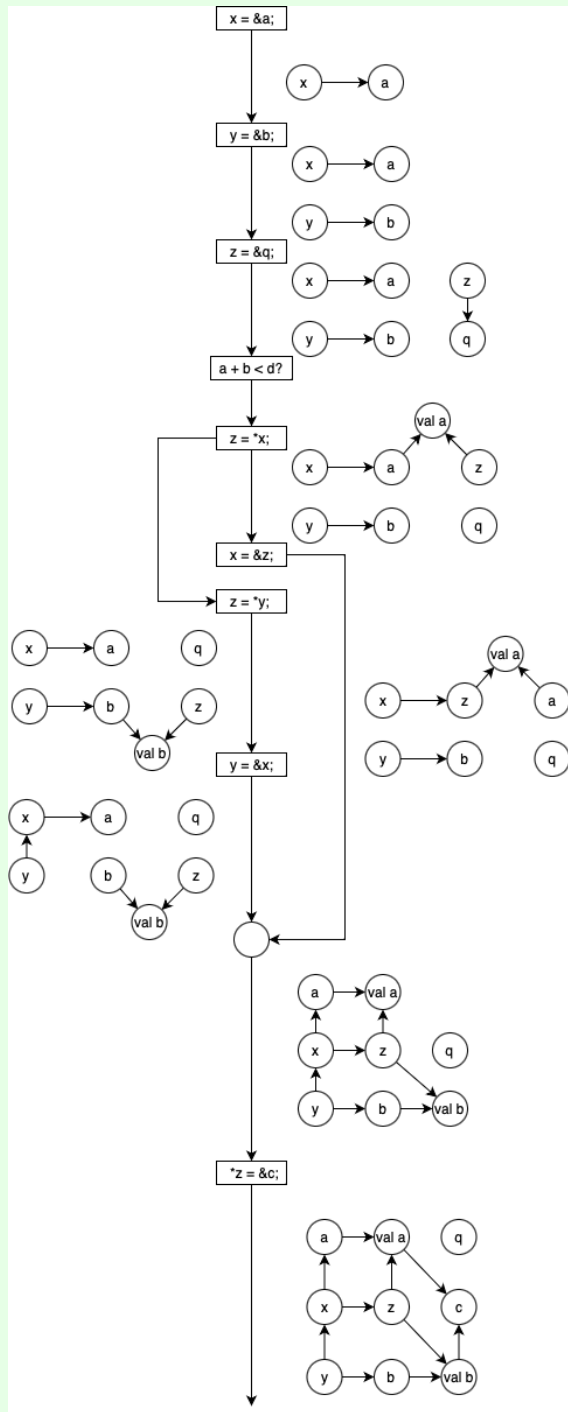 x = &a;
x a
y = &b;
x a
y b
z = &q;
x a z
y b q
a + b < d?
z = *x;
val a
x a z
y b q
x = &z;
z = *y;
x a q
y b z
val b
val a
x z a
y b q
y = &x;
x a q
y b z
val b
a val a
x z q
y b val b
*z = &c;
a val a q
x z c
y b val b